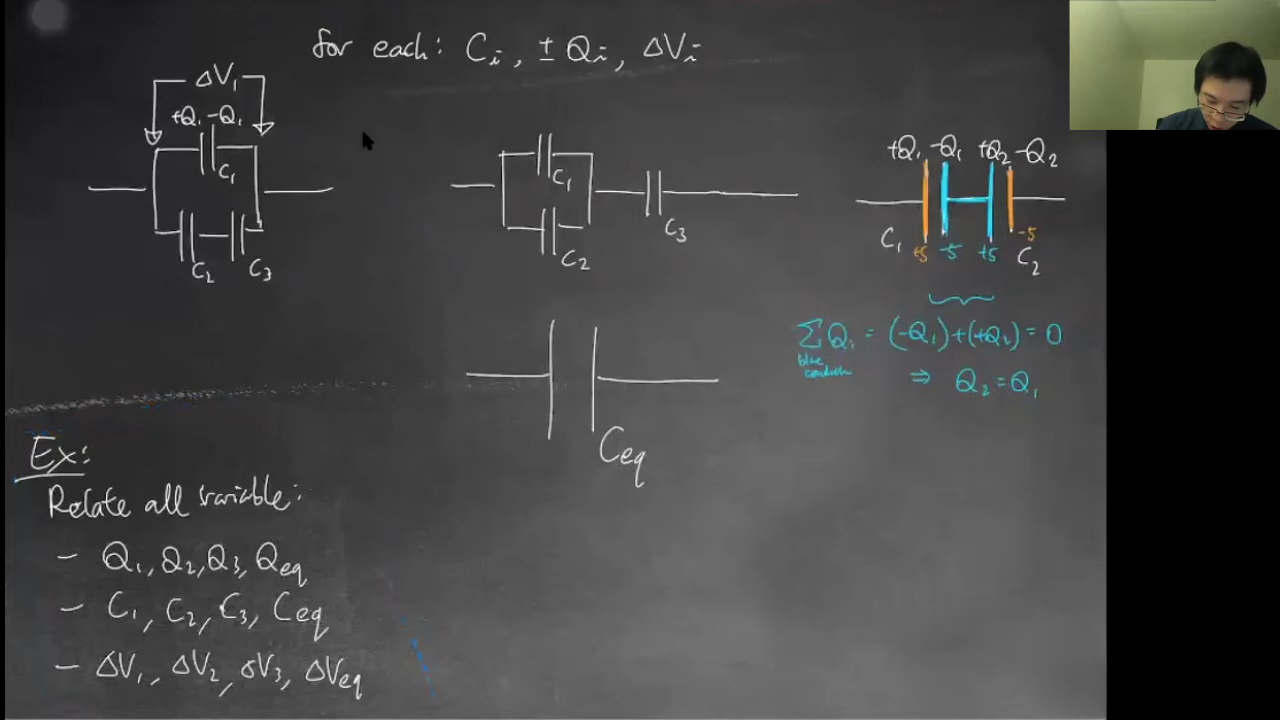 for each: Ci, ± Qi, ΔVi
ΔV1
+Q1 -Q1
C1
C2 C3
C1
C2
C3
+Q1 -Q1 +Q2 -Q2
C1
+5 -5 +5 -5
C2
ΣQi = (-Q1)+(+Q2) = 0
blue
⇒ Q2 = Q1
Ceq
Ex:
Relate all variable:
- Q1, Q2, Q3, Qeq
- C1, C2, C3, Ceq
- ΔV1, ΔV2, ΔV3, ΔVeq